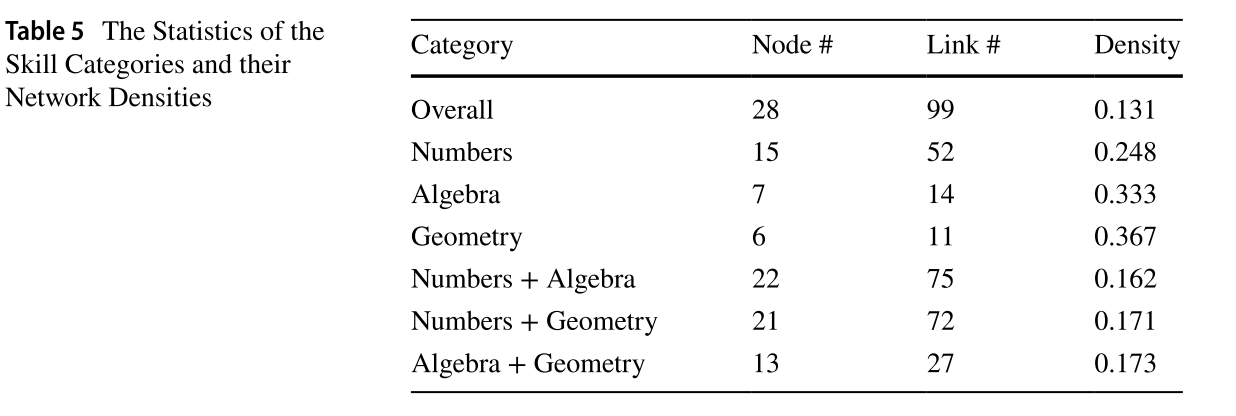 Table 5 The Statistics of the
Skill Categories and their
Network Densities
Category Node # Link # Density
Overall 28 99 0.131
Numbers 15 52 0.248
Algebra 7 14 0.333
Geometry 6 11 0.367
Numbers + Algebra 22 75 0.162
Numbers + Geometry 21 72 0.171
Algebra + Geometry 13 27 0.173